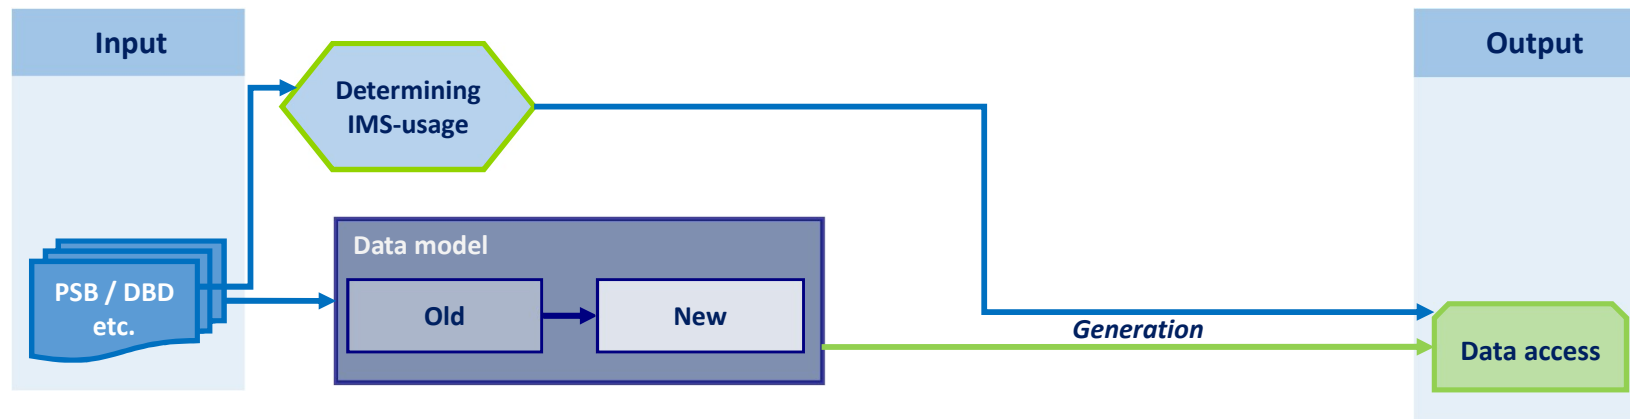 Input
Output
Determining
IMS-usage
Data model
PSB / DBD
etc.
Old
New
Generation
Data access